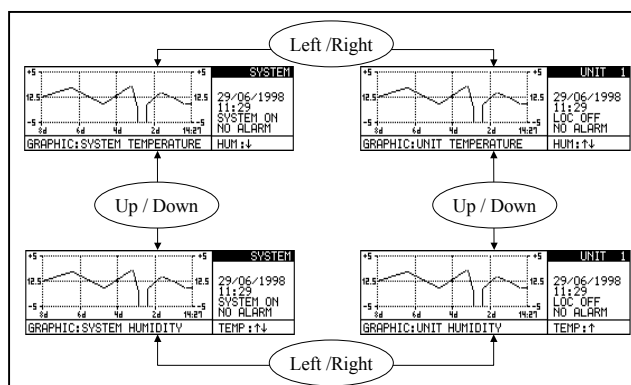 Left /Right
+5 +5 SYSTEM
12.5 12.5 29/06/1998
11:29
SYSTEM ON
-5 -5 NO ALARM
8d 6d 4d 2d 14:27
GRAPHIC:SYSTEM TEMPERATURE HUM:↓
+5 +5 UNIT 1
12.5 12.5 29/06/1998
11:29
LOC OFF
-5 -5 NO ALARM
8d 6d 4d 2d 14:27
GRAPHIC:UNIT TEMPERATURE HUM:↑↓
Up / Down
Up / Down
+5 +5 SYSTEM
12.5 12.5 29/06/1998
11:29
SYSTEM ON
-5 -5 NO ALARM
8d 6d 4d 2d 14:27
GRAPHIC:SYSTEM HUMIDITY TEMP:↑↓
+5 +5 UNIT 1
12.5 12.5 29/06/1998
11:29
LOC OFF
-5 -5 NO ALARM
8d 6d 4d 2d 14:27
GRAPHIC:UNIT HUMIDITY TEMP:↑
Left /Right